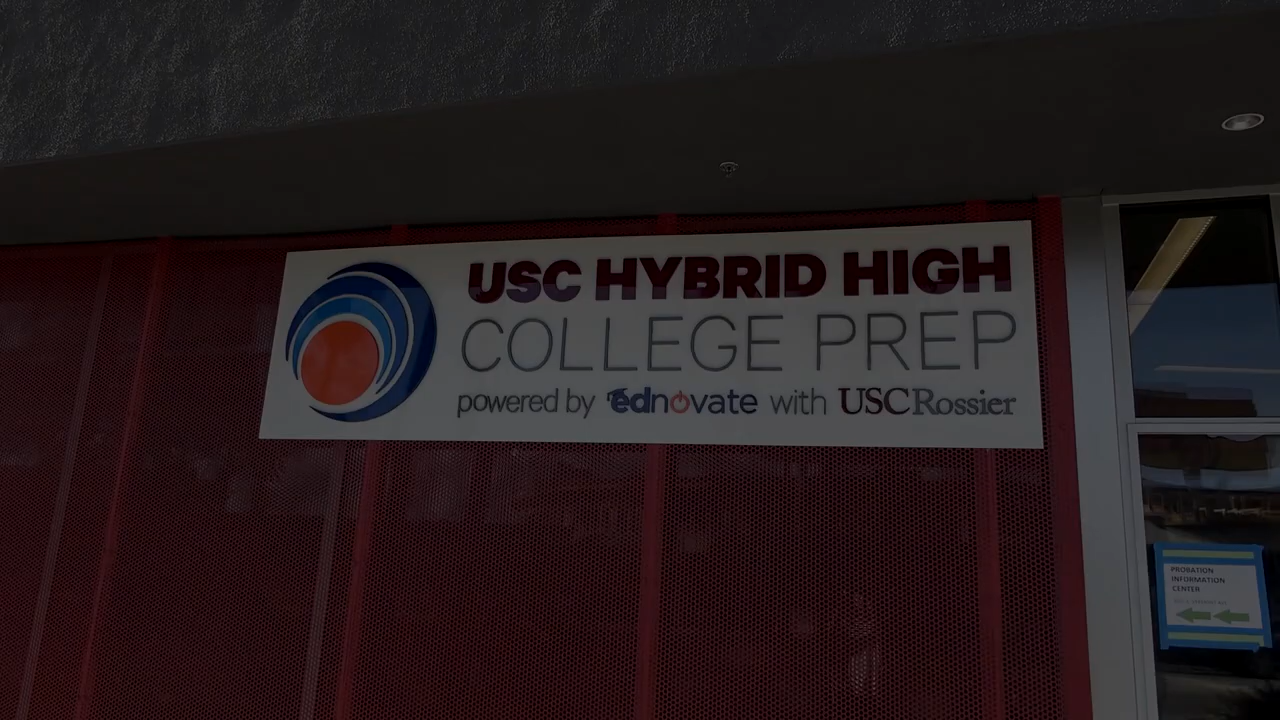 USC HYBRID HIGH
COLLEGE PREP
powered by ednovate with USC Rossier
PROBATION
INFORMATION
CENTER